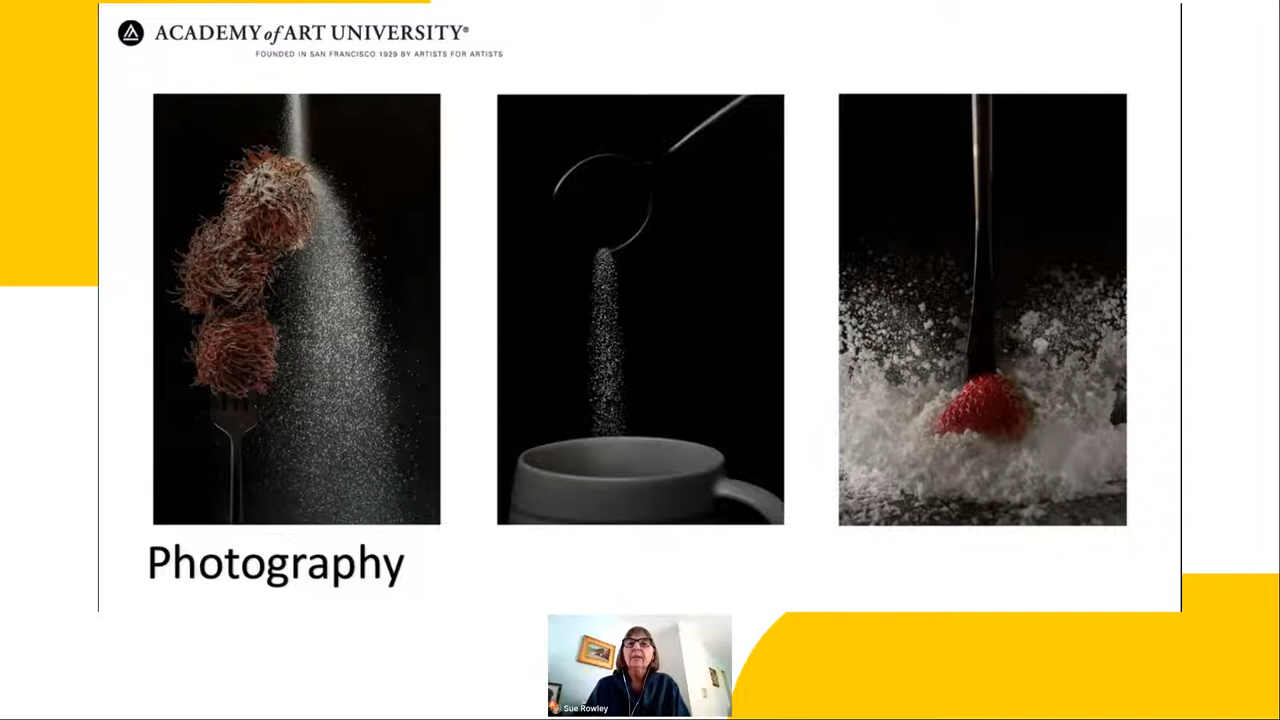 ACADEMY of ART UNIVERSITY®
FOUNDED IN SAN FRANCISCO 1929 BY ARTISTS FOR ARTISTS
Photography
Sue Rowley